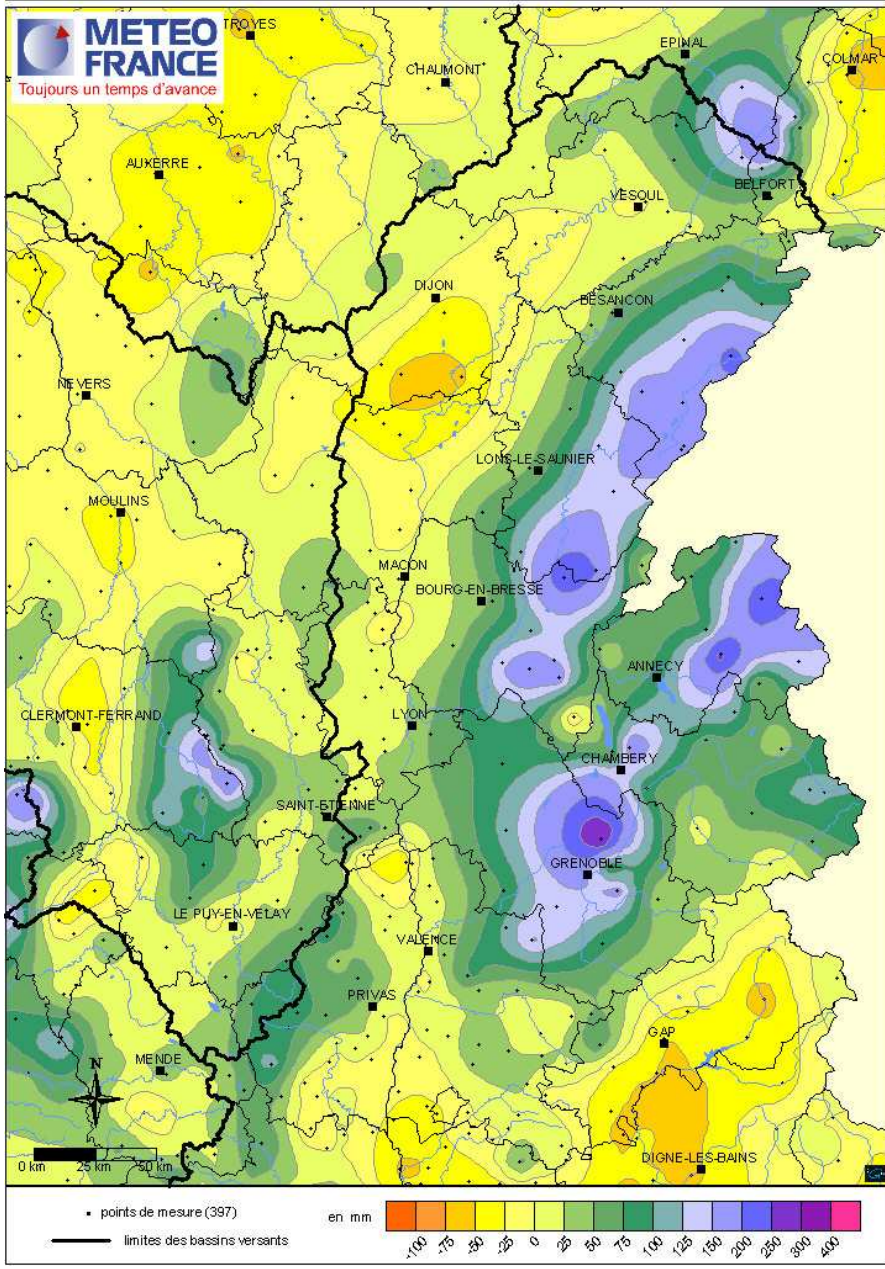 METEO
FRANCE
Toujours un temps d'avance
TROYES
EPINAL
CHAUMONT
COLMAR
AUXERRE
BELFORT
VESOUL
DIJON
BESANCON
NEVERS
LONS-LE-SAUNIER
MOULINS
MACON
BOURG-EN-BRESSE
ANNECY
CLERMONT-FERRAND
LYON
CHAMBERY
SAINT-ETIENNE
GRENOBLE
LE PUY-EN-VELAY
VALENCE
PRIVAS
GAP
MENDE
N
DIGNE-LES-BAINS
0 km 25 km 50 km
points de mesure (397)
limites des bassins versants
en mm
-100 -75 -50 -25 0 25 50 75 100 125 150 200 250 300 400